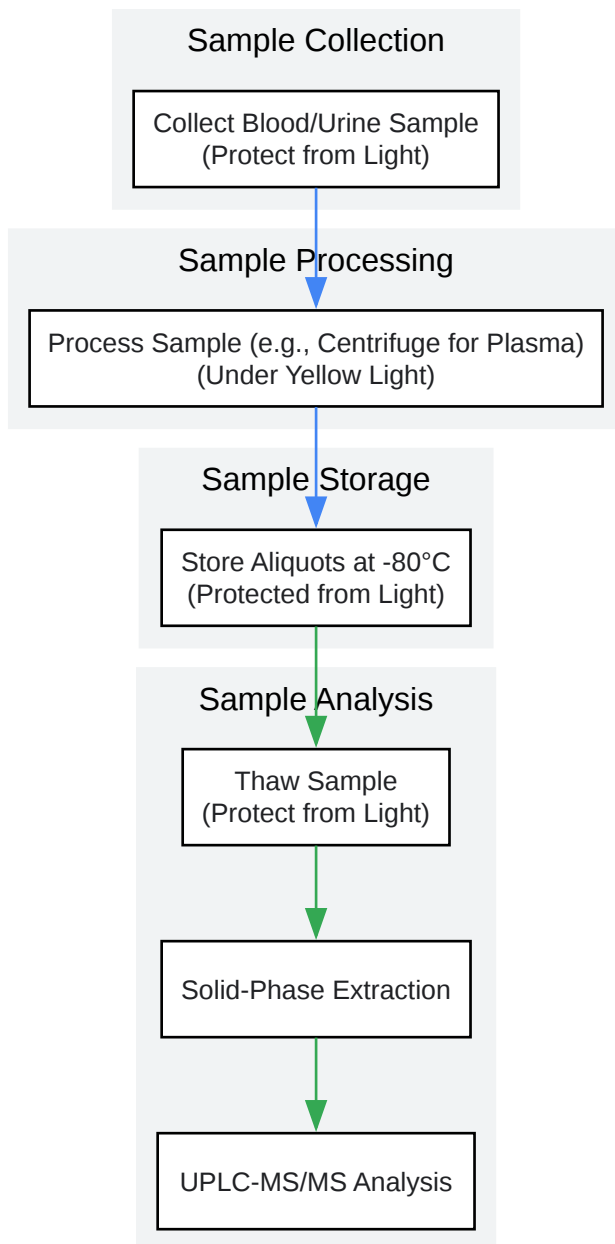 Sample Collection
Collect Blood/Urine Sample
(Protect from Light)
Sample Processing
Process Sample (e.g., Centrifuge for Plasma)
(Under Yellow Light)
Sample Storage
Store Aliquots at -80°C
(Protected from Light)
Sample Analysis
Thaw Sample
(Protect from Light)
Solid-Phase Extraction
UPLC-MS/MS Analysis